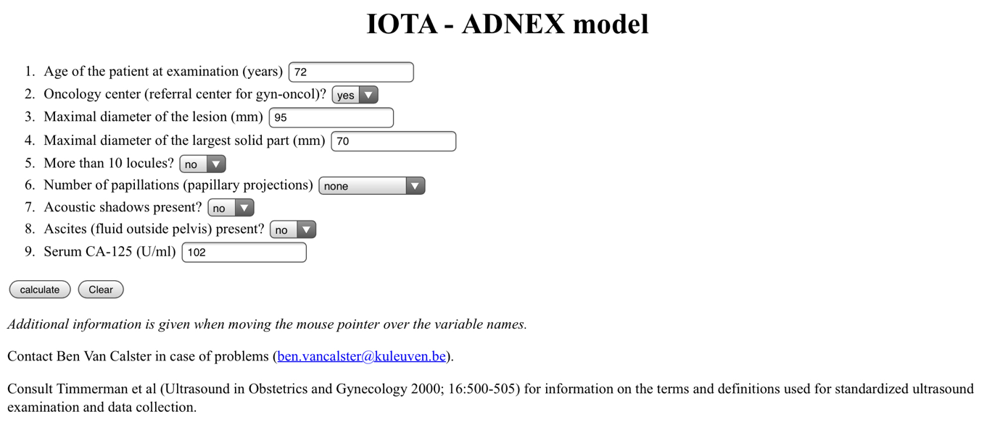 IOTA - ADNEX model
1. Age of the patient at examination (years) 72
2. Oncology center (referral center for gyn-oncol)? yes
3. Maximal diameter of the lesion (mm) 95
4. Maximal diameter of the largest solid part (mm) 70
5. More than 10 locules? no
6. Number of papillations (papillary projections) none
7. Acoustic shadows present? no
8. Ascites (fluid outside pelvis) present? no
9. Serum CA-125 (U/ml) 102
calculate Clear
Additional information is given when moving the mouse pointer over the variable names.
Contact Ben Van Calster in case of problems (ben.vancalster@kuleuven.be).
Consult Timmerman et al (Ultrasound in Obstetrics and Gynecology 2000; 16:500-505) for information on the terms and definitions used for standardized ultrasound
examination and data collection.